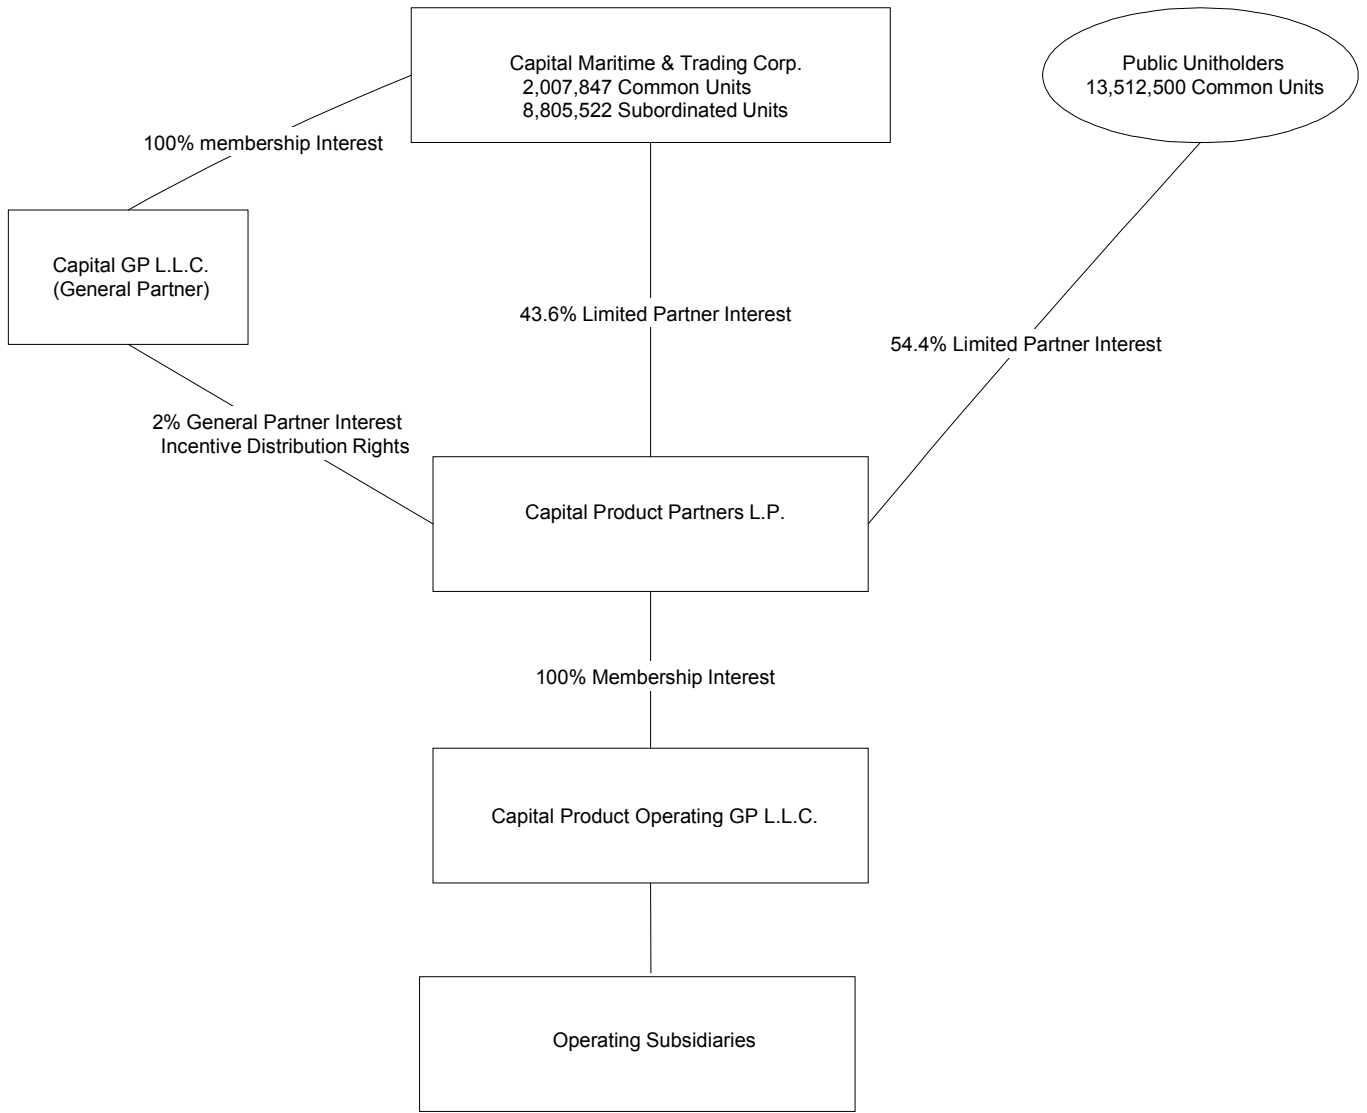 Capital Maritime & Trading Corp.
2,007,847 Common Units
8,805,522 Subordinated Units
Public Unitholders
13,512,500 Common Units
100% membership Interest
Capital GP L.L.C.
(General Partner)
43.6% Limited Partner Interest
54.4% Limited Partner Interest
2% General Partner Interest
Incentive Distribution Rights
Capital Product Partners L.P.
100% Membership Interest
Capital Product Operating GP L.L.C.
Operating Subsidiaries